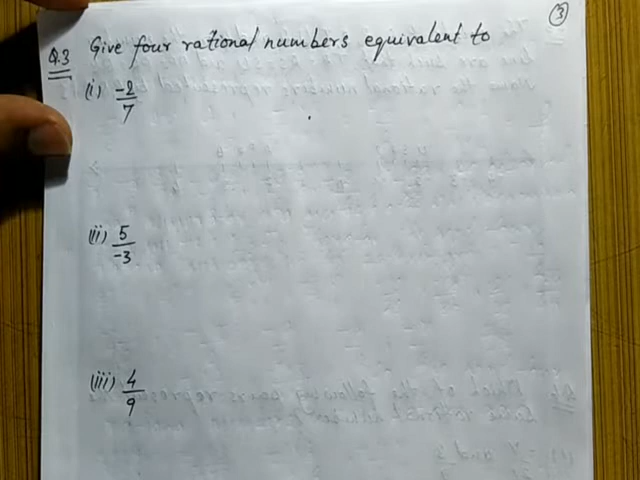 3
Q.3 Give four rational numbers equivalent to
(i) -2/7
(ii) 5/-3
(iii) 4/9